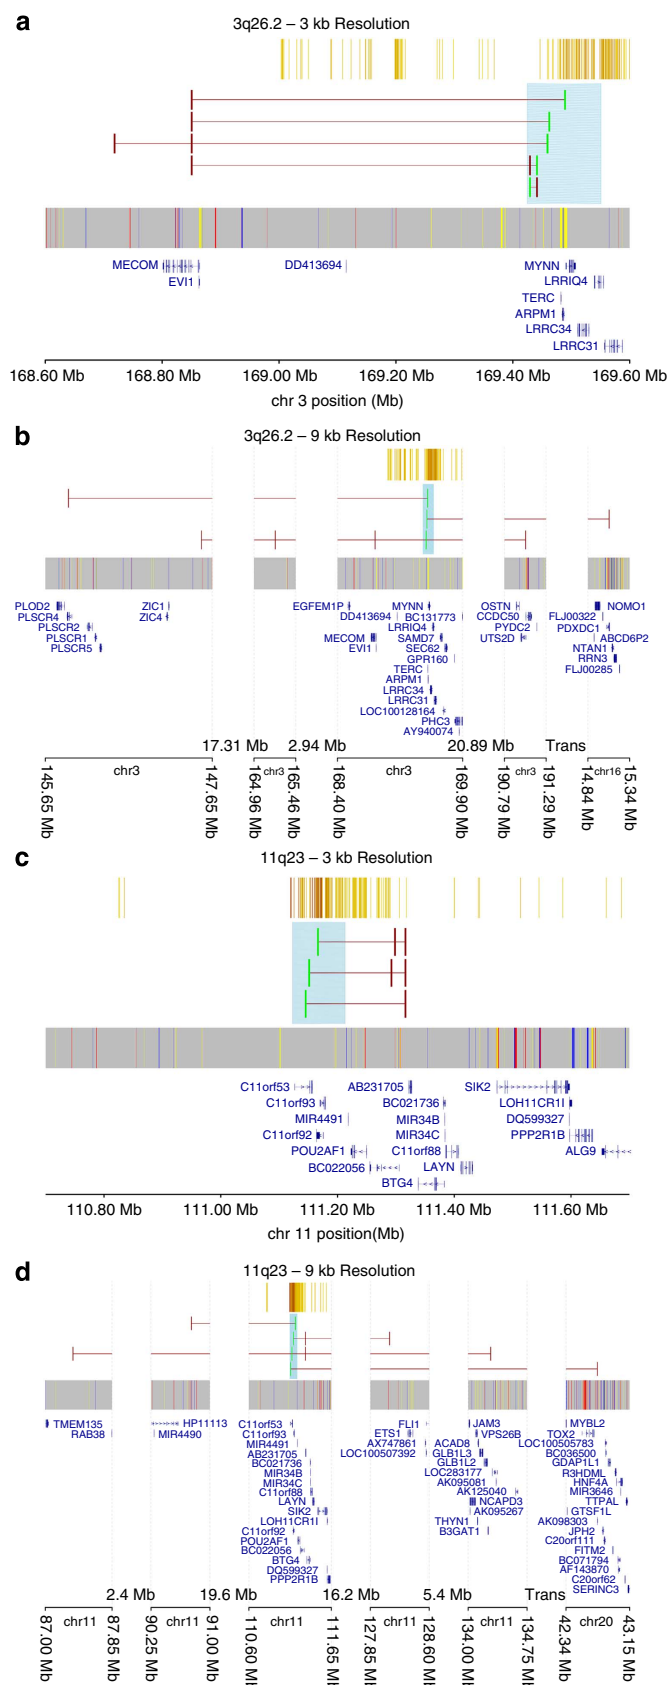 a
3q26.2 – 3 kb Resolution
MECOM
EVI1
DD413694
MYNN
LRRIQ4
TERC
ARPM1
LRRC34
LRRC31
168.60 Mb 168.80 Mb 169.00 Mb 169.20 Mb 169.40 Mb 169.60 Mb
chr 3 position (Mb)
b
3q26.2 – 9 kb Resolution
PLOD2 ZIC1 EGFEM1P MYNN OSTN NOMO1
PLSCR4 ZIC4 DD413694 BC131773 CCDC50 FLJ00322
PLSCR2 LRRIQ4 PYDC2 PDXDC1
PLSCR1 MECOM SAMD7 UTS2D ABCD6P2
PLSCR5 EVI1 SEC62 NTAN1
GPR160 RRN3
TERC FLJ00285
ARPM1
LRRC34
LRRC31
LOC100128164
PHC3
AY940074
17.31 Mb 2.94 Mb 20.89 Mb Trans
chr3 chr3 chr3 chr3 chr16
145.65 Mb 147.65 Mb 164.96 Mb 165.46 Mb 168.40 Mb 169.90 Mb 190.79 Mb 191.29 Mb 14.84 Mb 15.34 Mb
c
11q23 – 3 kb Resolution
C11orf53 AB231705 SIK2
C11orf93 BC021736 LOH11CR1I
MIR4491 MIR34B DQ599327
C11orf92 MIR34C PPP2R1B
POU2AF1 C11orf88 ALG9
BC022056 LAYN
BTG4
110.80 Mb 111.00 Mb 111.20 Mb 111.40 Mb 111.60 Mb
chr 11 position(Mb)
d
11q23 – 9 kb Resolution
TMEM135 HP11113 C11orf53 FLI1 JAM3 MYBL2
RAB38 MIR4490 C11orf93 ETS1 VPS26B TOX2
MIR4491 AX747861 ACAD8 LOC100505783
AB231705 LOC100507392 GLB1L3 BC036500
BC021736 GLB1L2 GDAP1L1
MIR34B LOC283177 R3HDML
MIR34C AK095081 HNF4A
C11orf88 AK125040 MIR3646
LAYN NCAPD3 TTPAL
SIK2 AK095267 GTSF1L
LOH11CR1I THYN1 AK098303
C11orf92 B3GAT1 JPH2
POU2AF1 C20orf111
BC022056 FITM2
BTG4 BC071794
DQ599327 AF143870
PPP2R1B C20orf62
SERINC3
2.4 Mb 19.6 Mb 16.2 Mb 5.4 Mb Trans
chr11 chr11 chr11 chr11 chr11 chr20
87.00 Mb 87.85 Mb 90.25 Mb 91.00 Mb 110.60 Mb 111.65 Mb 127.85 Mb 128.60 Mb 134.00 Mb 134.75 Mb 42.34 Mb 43.15 Mb